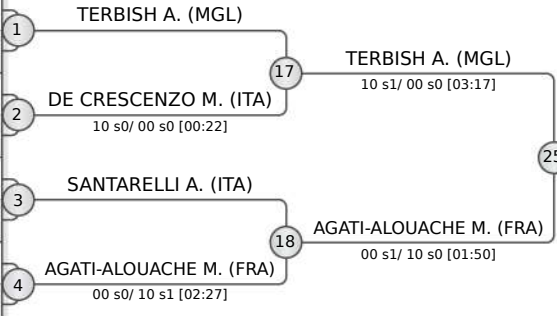 TERBISH A. (MGL)
1
17
TERBISH A. (MGL)
10 s1/ 00 s0 [03:17]
DE CRESCENZO M. (ITA)
2
10 s0/ 00 s0 [00:22]
25
SANTARELLI A. (ITA)
3
18
AGATI-ALOUACHE M. (FRA)
00 s1/ 10 s0 [01:50]
AGATI-ALOUACHE M. (FRA)
4
00 s0/ 10 s1 [02:27]